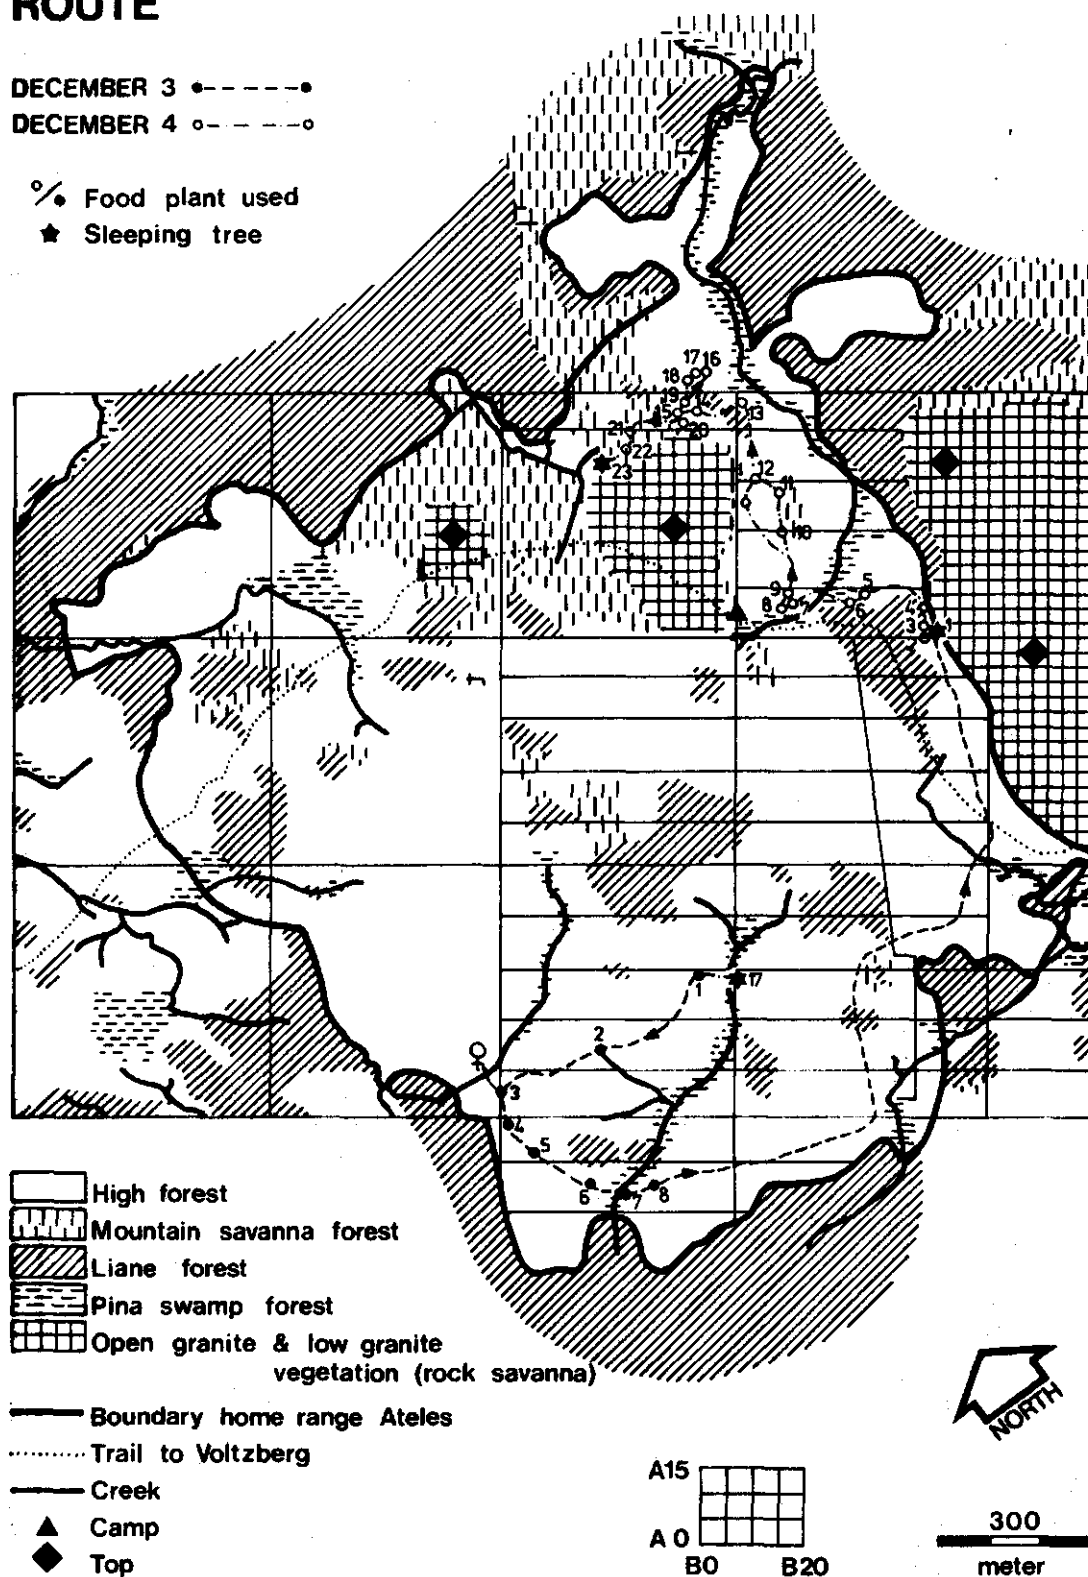 ROUTE
DECEMBER 3
DECEMBER 4
Food plant used
Sleeping tree
17 16
18
19 14
15 13
20
21
22
23
12
11
10
9
8 7
5
6
4
3 1
1 17
2
3
4
5
6 7 8
High forest
Mountain savanna forest
Liane forest
Pina swamp forest
Open granite & low granite
vegetation (rock savanna)
Boundary home range Ateles
Trail to Voltzberg
Creek
Camp
Top
NORTH
A15
A0
B0 B20
300
meter